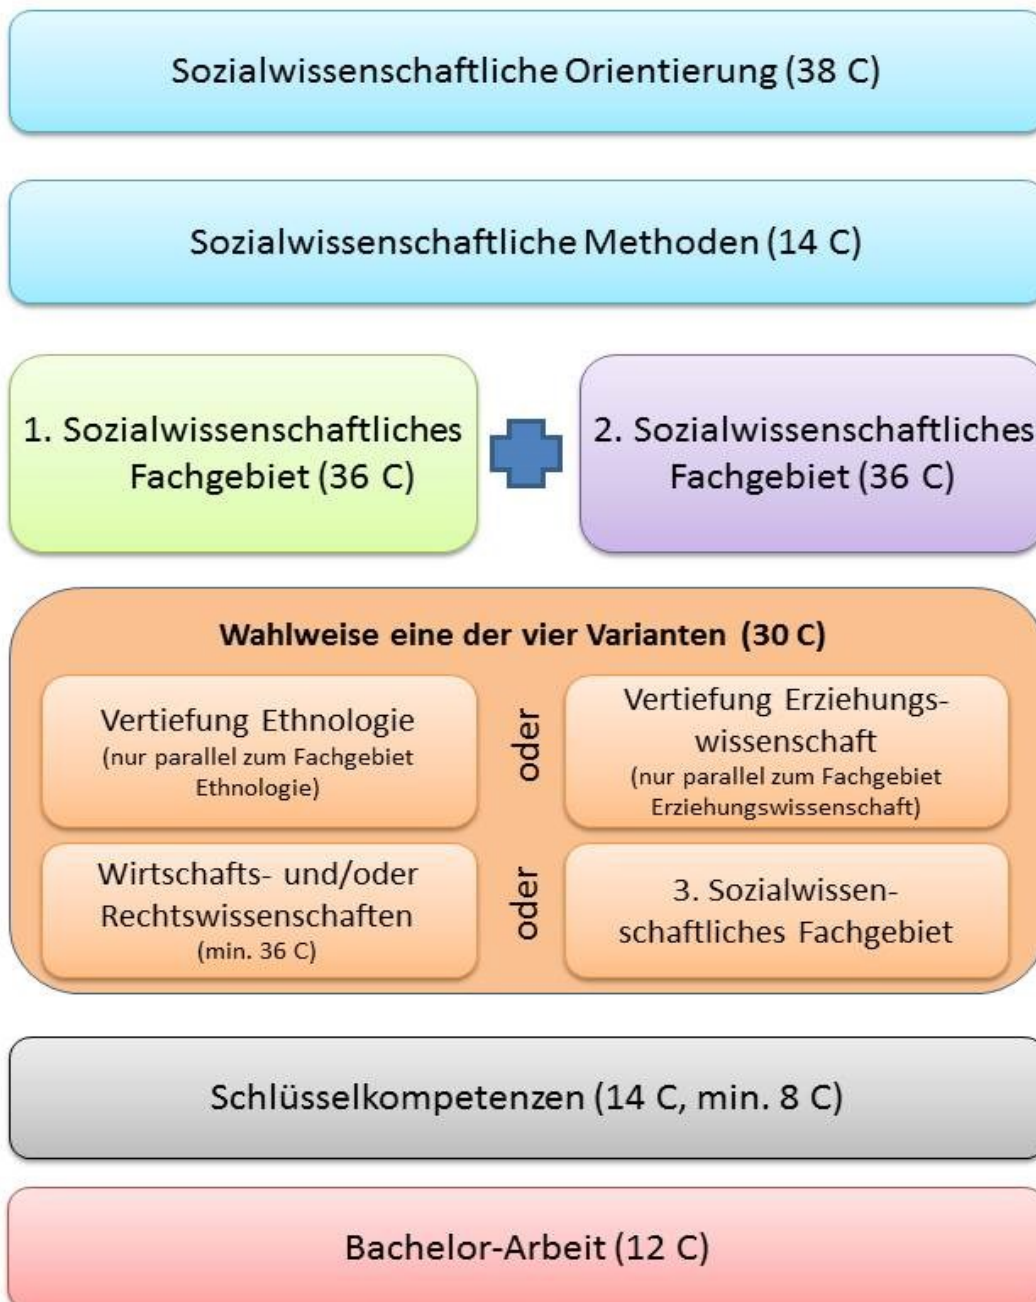 Sozialwissenschaftliche Orientierung (38 C)
Sozialwissenschaftliche Methoden (14 C)
1. Sozialwissenschaftliches
Fachgebiet (36 C)
2. Sozialwissenschaftliches
Fachgebiet (36 C)
Wahlweise eine der vier Varianten (30 C)
Vertiefung Ethnologie
(nur parallel zum Fachgebiet
Ethnologie)
oder
Vertiefung Erziehungs-
wissenschaft
(nur parallel zum Fachgebiet
Erziehungswissenschaft)
Wirtschafts- und/oder
Rechtswissenschaften
(min. 36 C)
oder
3. Sozialwissen-
schaftliches Fachgebiet
Schlüsselkompetenzen (14 C, min. 8 C)
Bachelor-Arbeit (12 C)